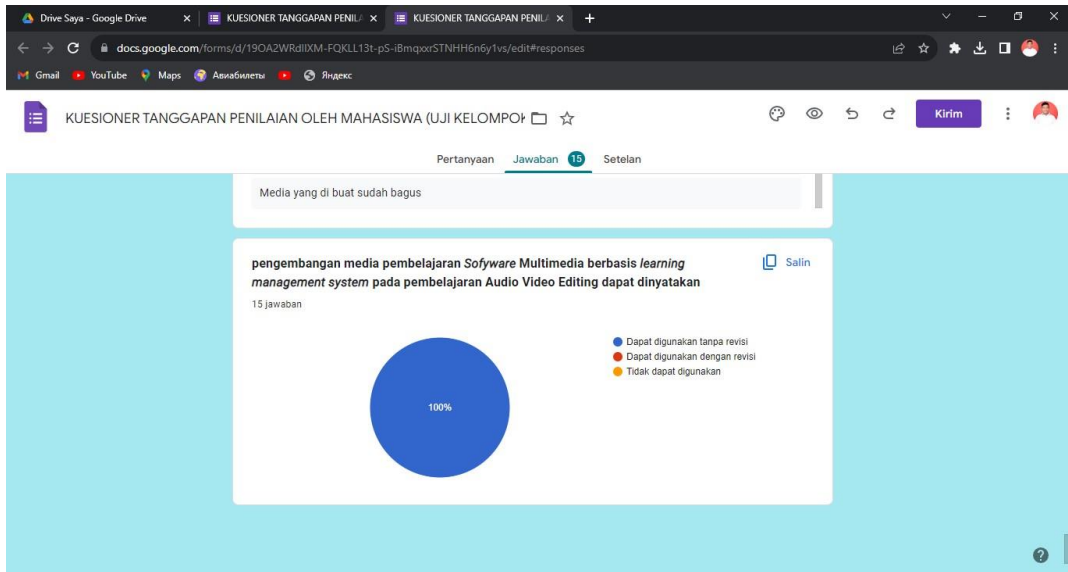 Drive Saya - Google Drive
KUESIONER TANGGAPAN PENIL
KUESIONER TANGGAPAN PENIL
docs.google.com/forms/d/19OA2WRdlIXM-FQKLL13t-pS-iBmqxxrSTNHH6n6y1vs/edit#responses
Gmail YouTube Maps Авиабилеты Яндекс
KUESIONER TANGGAPAN PENILAIAN OLEH MAHASISWA (UJI KELOMPOK
Kirim
Pertanyaan Jawaban 15 Setelan
Media yang di buat sudah bagus
pengembangan media pembelajaran Sofyware Multimedia berbasis learning
management system pada pembelajaran Audio Video Editing dapat dinyatakan
Salin
15 jawaban
Dapat digunakan tanpa revisi
Dapat digunakan dengan revisi
Tidak dapat digunakan
100%